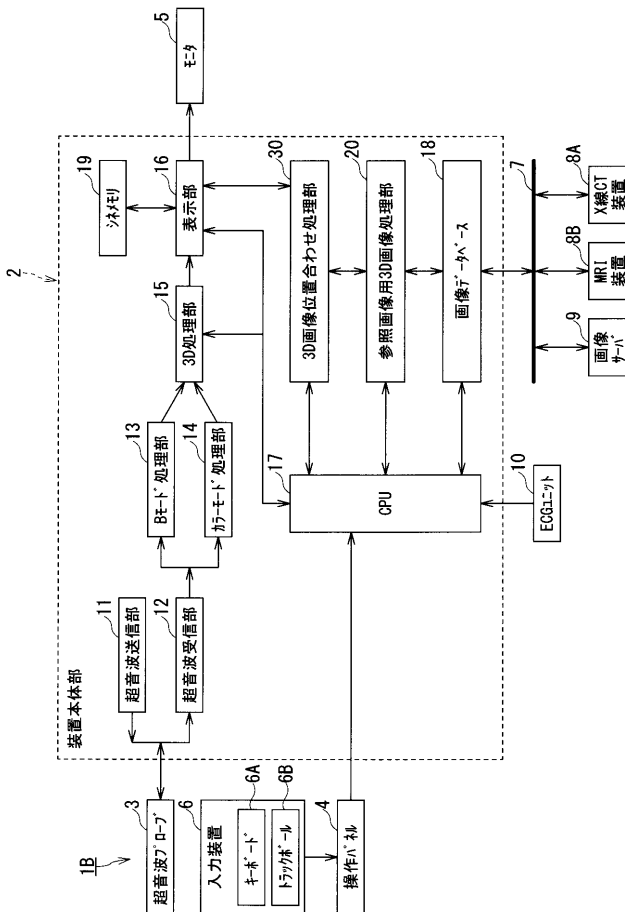 1B
2
装置本体部
3
超音波プローブ
6
入力装置
6A
キーボード
6B
トラックボール
4
操作パネル
11
超音波送信部
12
超音波受信部
13
Bモード処理部
14
カラーモード処理部
15
3D処理部
19
シネメモリ
16
表示部
5
モニタ
17
CPU
30
3D画像位置合わせ処理部
20
参照画像用3D画像処理部
18
画像データベース
10
ECGユニット
7
9
画像
サーバ
8B
MRI
装置
8A
X線CT
装置